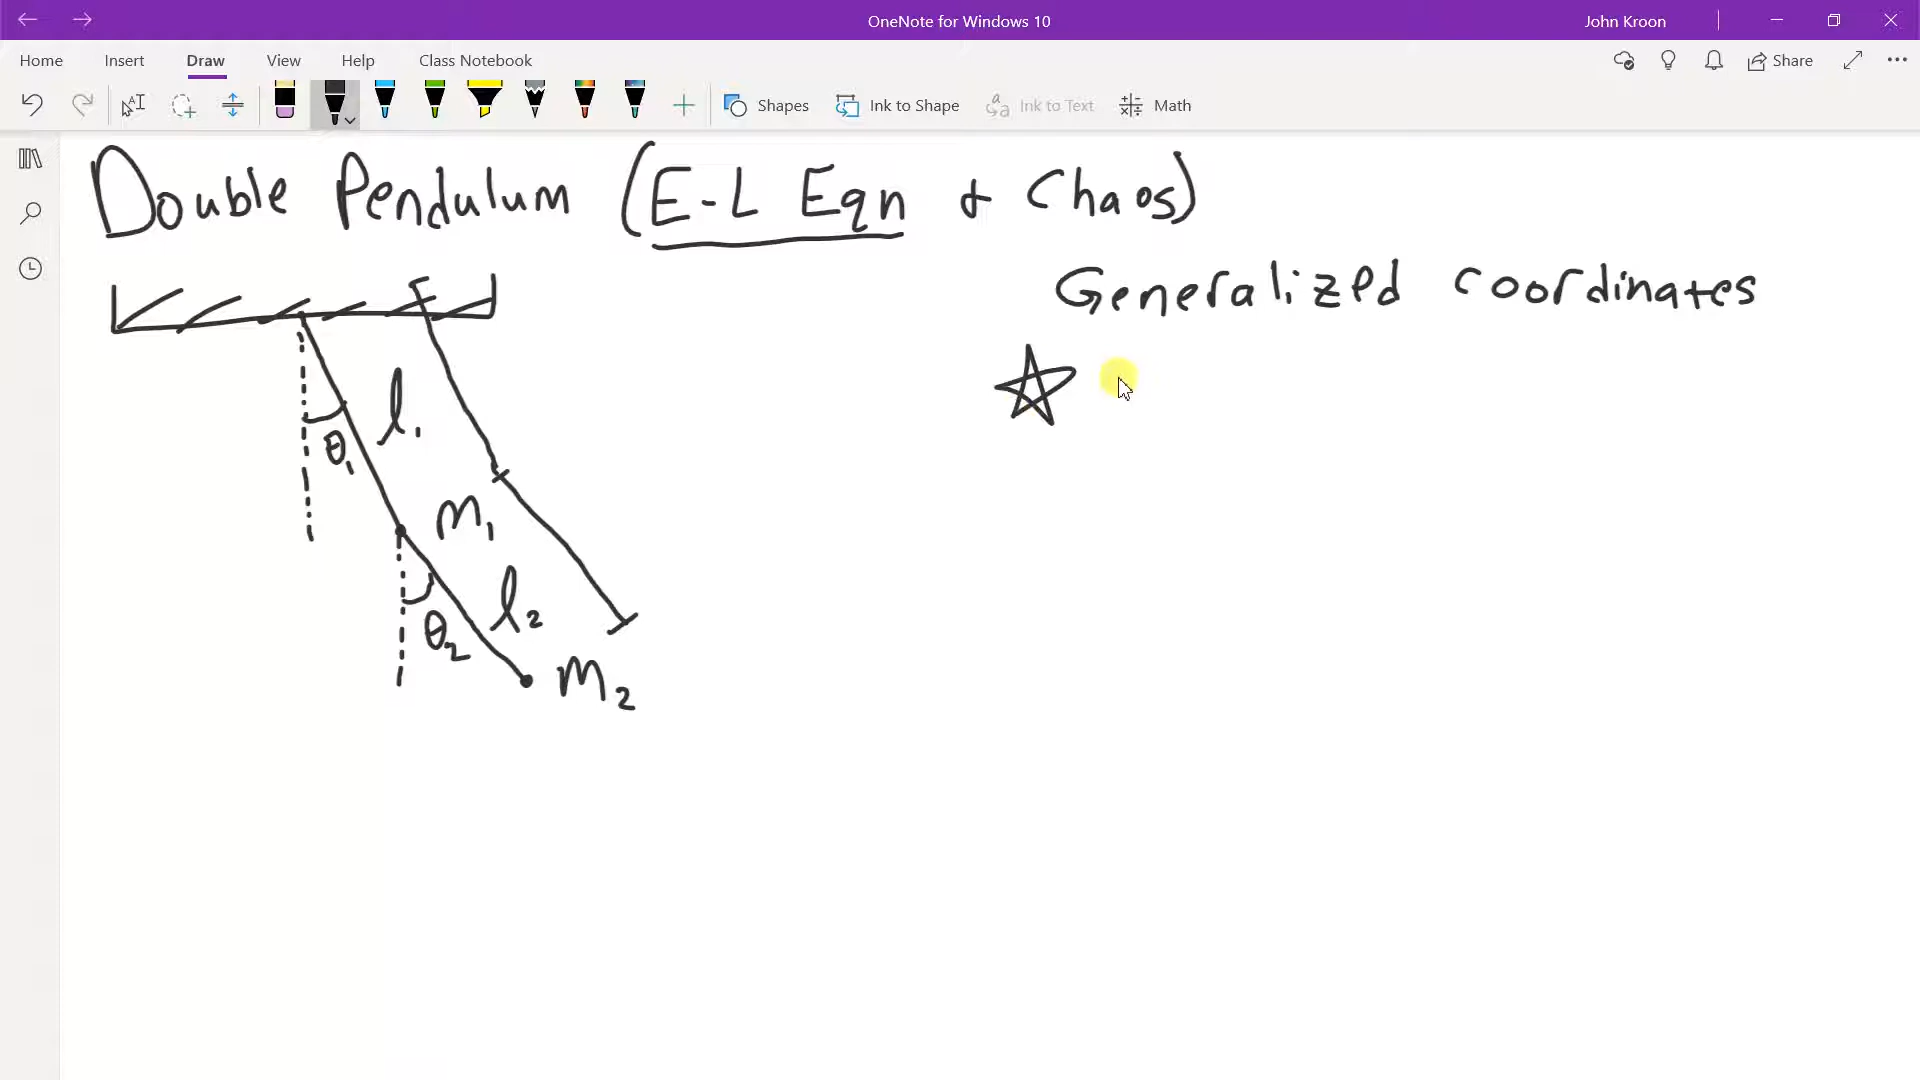 OneNote for Windows 10
John Kroon
Home Insert Draw View Help Class Notebook
Share
Shapes Ink to Shape Ink to Text Math
Double Pendulum (E-L Eqn & Chaos)
Generalized coordinates
l₁
θ₁
m₁
l₂
θ₂
m₂